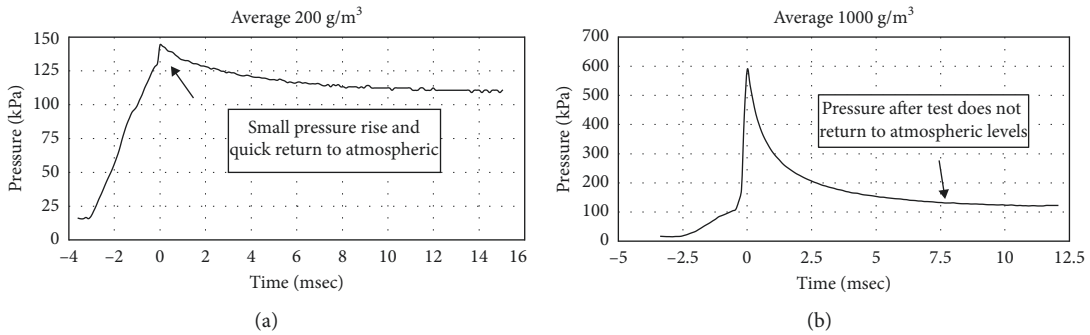 Average 200 g/m³
Pressure (kPa)
150
125
100
75
50
25
0
Small pressure rise and
quick return to atmospheric
−4 −2 0 2 4 6 8 10 12 14 16
Time (msec)
(a)
Average 1000 g/m³
Pressure (kPa)
700
600
500
400
300
200
100
0
Pressure after test does not
return to atmospheric levels
−5 −2.5 0 2.5 5 7.5 10 12.5
Time (msec)
(b)